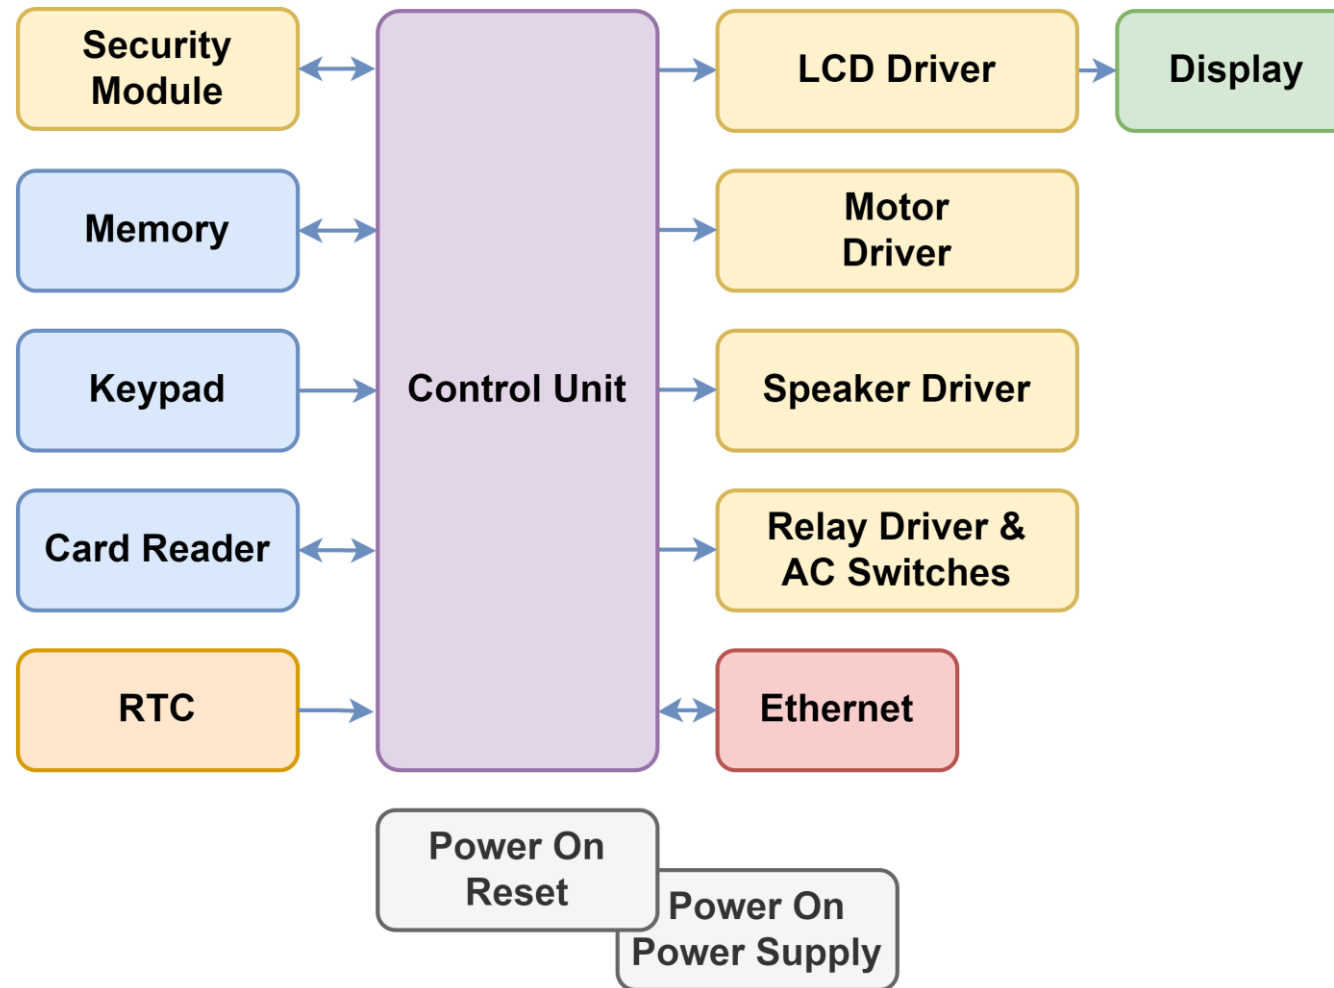 Security
Module
LCD Driver
Display
Memory
Motor
Driver
Keypad
Control Unit
Speaker Driver
Card Reader
Relay Driver &
AC Switches
RTC
Ethernet
Power On
Reset
Power On
Power Supply